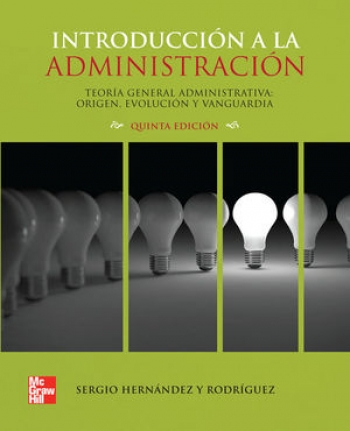 INTRODUCCIÓN A LA
ADMINISTRACIÓN
TEORÍA GENERAL ADMINISTRATIVA:
ORIGEN, EVOLUCIÓN Y VANGUARDIA
QUINTA EDICIÓN
Mc
Graw
Hill
SERGIO HERNÁNDEZ Y RODRÍGUEZ